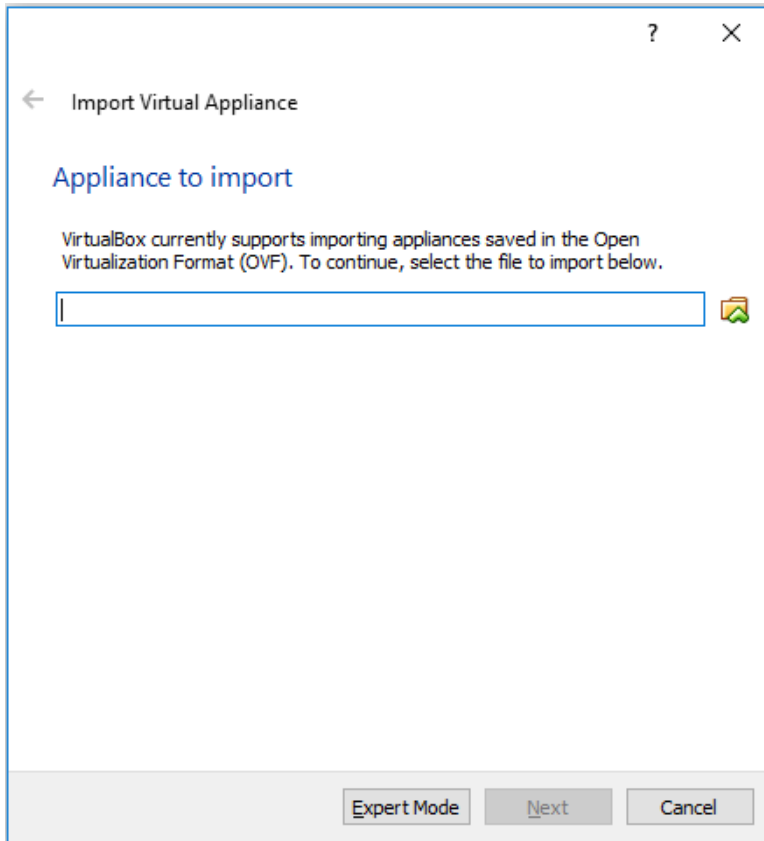 ?
Import Virtual Appliance
Appliance to import
VirtualBox currently supports importing appliances saved in the Open
Virtualization Format (OVF). To continue, select the file to import below.
Expert Mode Next Cancel